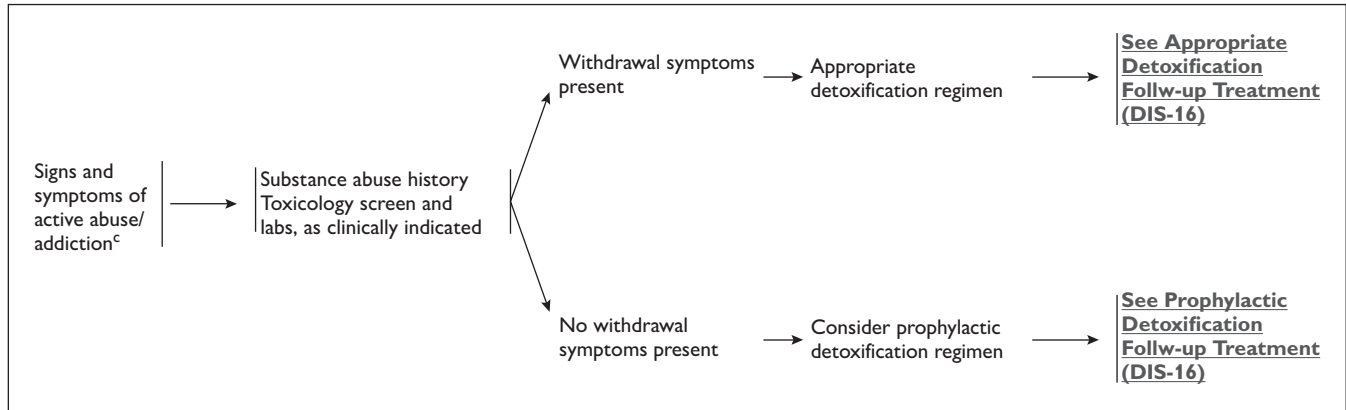 Signs and
symptoms of
active abuse/
addictionc
Substance abuse history
Toxicology screen and
labs, as clinically indicated
Withdrawal symptoms
present
Appropriate
detoxification regimen
See Appropriate
Detoxification
Follw-up Treatment
(DIS-16)
No withdrawal
symptoms present
Consider prophylactic
detoxification regimen
See Prophylactic
Detoxification
Follw-up Treatment
(DIS-16)